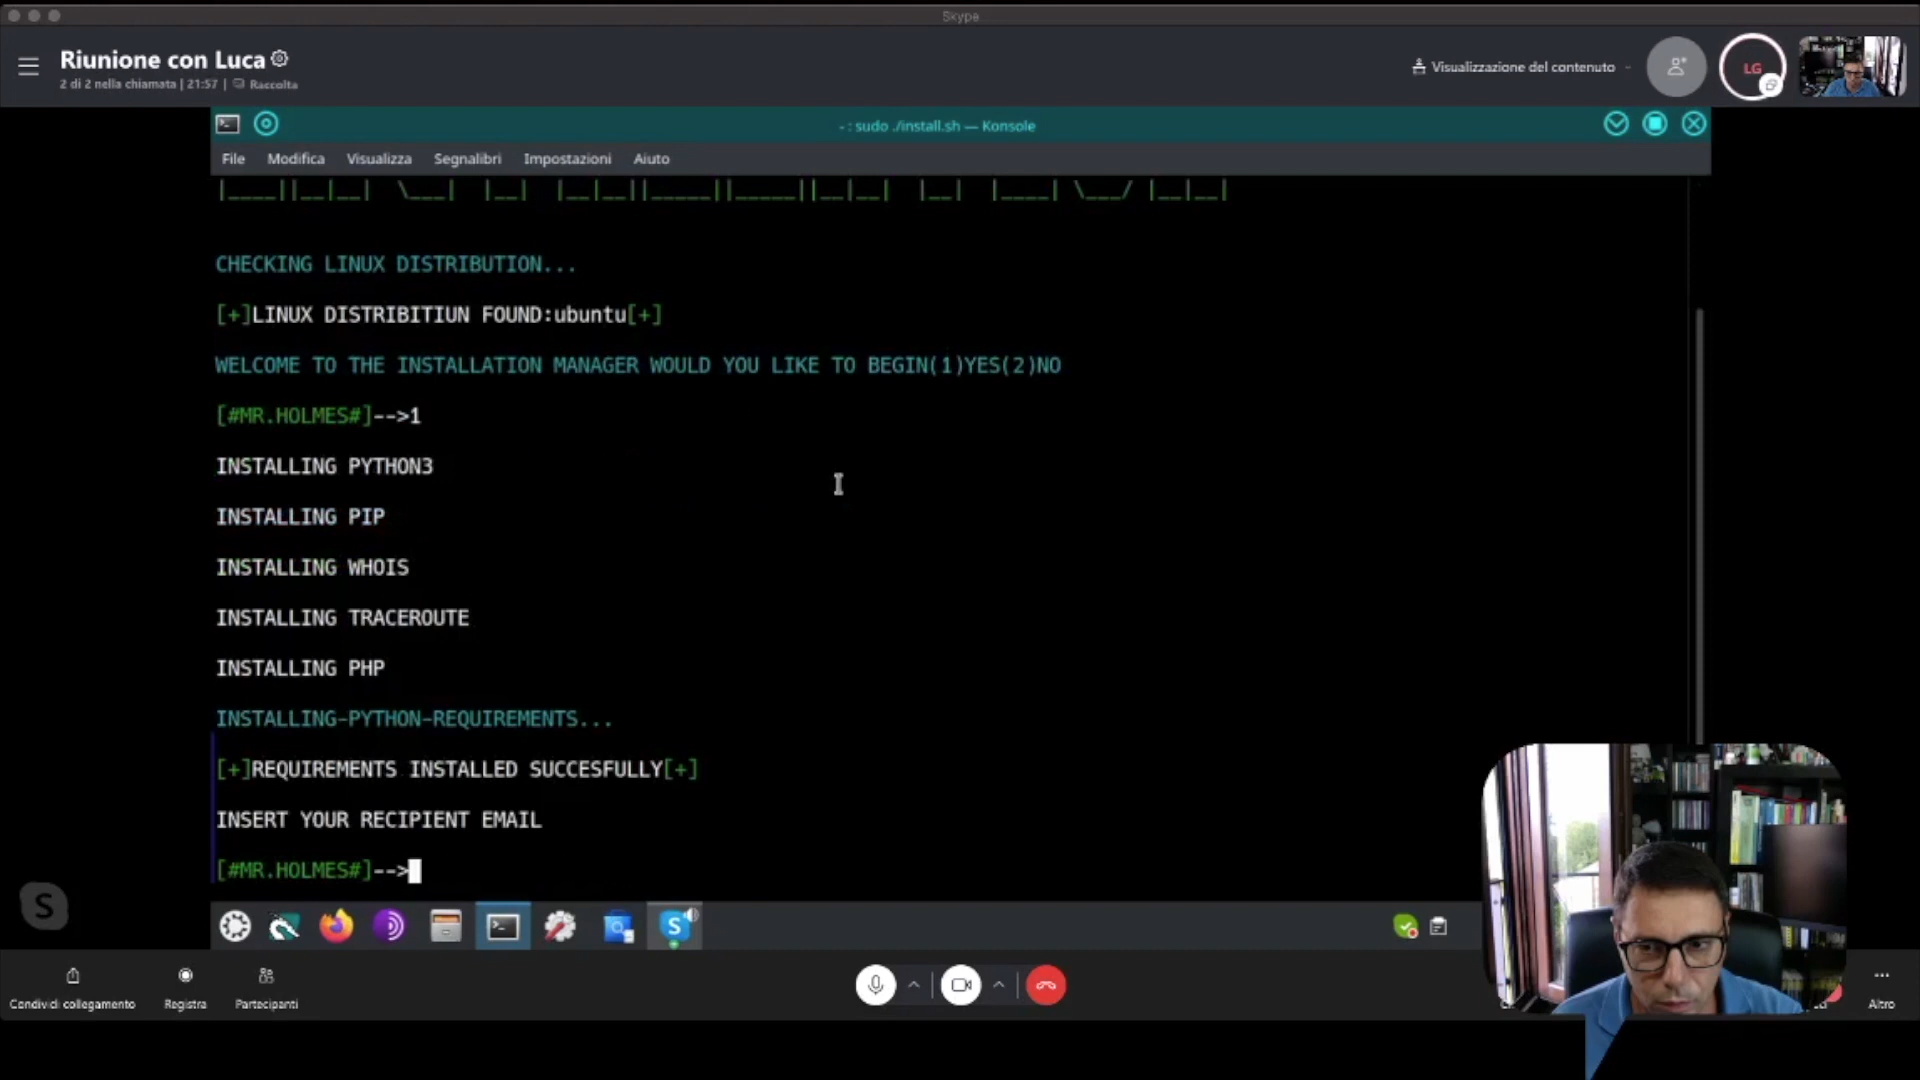 Skype
Riunione con Luca
2 di 2 nella chiamata | 21:57 | Raccolta
Visualizzazione del contenuto
LG
- : sudo ./install.sh — Konsole
File Modifica Visualizza Segnalibri Impostazioni Aiuto
CHECKING LINUX DISTRIBUTION...
[+]LINUX DISTRIBITIUN FOUND:ubuntu[+]
WELCOME TO THE INSTALLATION MANAGER WOULD YOU LIKE TO BEGIN(1)YES(2)NO
[#MR.HOLMES#]-->1
INSTALLING PYTHON3
INSTALLING PIP
INSTALLING WHOIS
INSTALLING TRACEROUTE
INSTALLING PHP
INSTALLING-PYTHON-REQUIREMENTS...
[+]REQUIREMENTS INSTALLED SUCCESFULLY[+]
INSERT YOUR RECIPIENT EMAIL
[#MR.HOLMES#]-->
S
S
Condividi collegamento Registra Partecipanti Altro